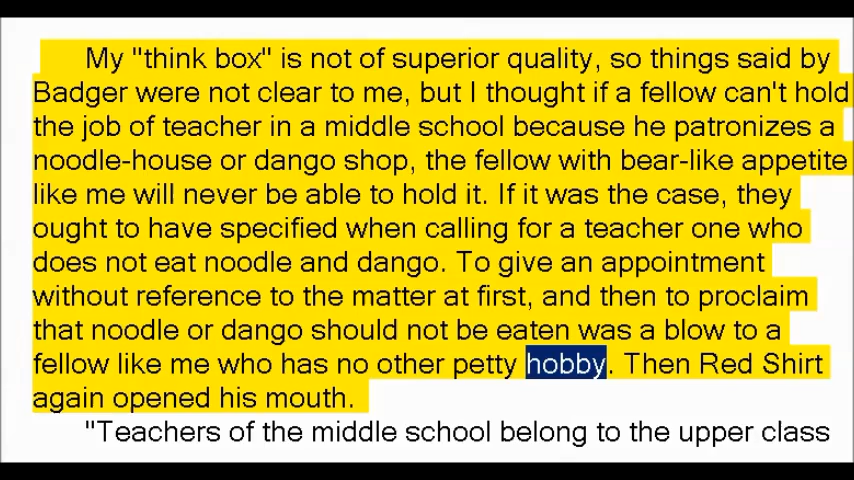 My "think box" is not of superior quality, so things said by
Badger were not clear to me, but I thought if a fellow can't hold
the job of teacher in a middle school because he patronizes a
noodle-house or dango shop, the fellow with bear-like appetite
like me will never be able to hold it. If it was the case, they
ought to have specified when calling for a teacher one who
does not eat noodle and dango. To give an appointment
without reference to the matter at first, and then to proclaim
that noodle or dango should not be eaten was a blow to a
fellow like me who has no other petty hobby. Then Red Shirt
again opened his mouth.
"Teachers of the middle school belong to the upper class